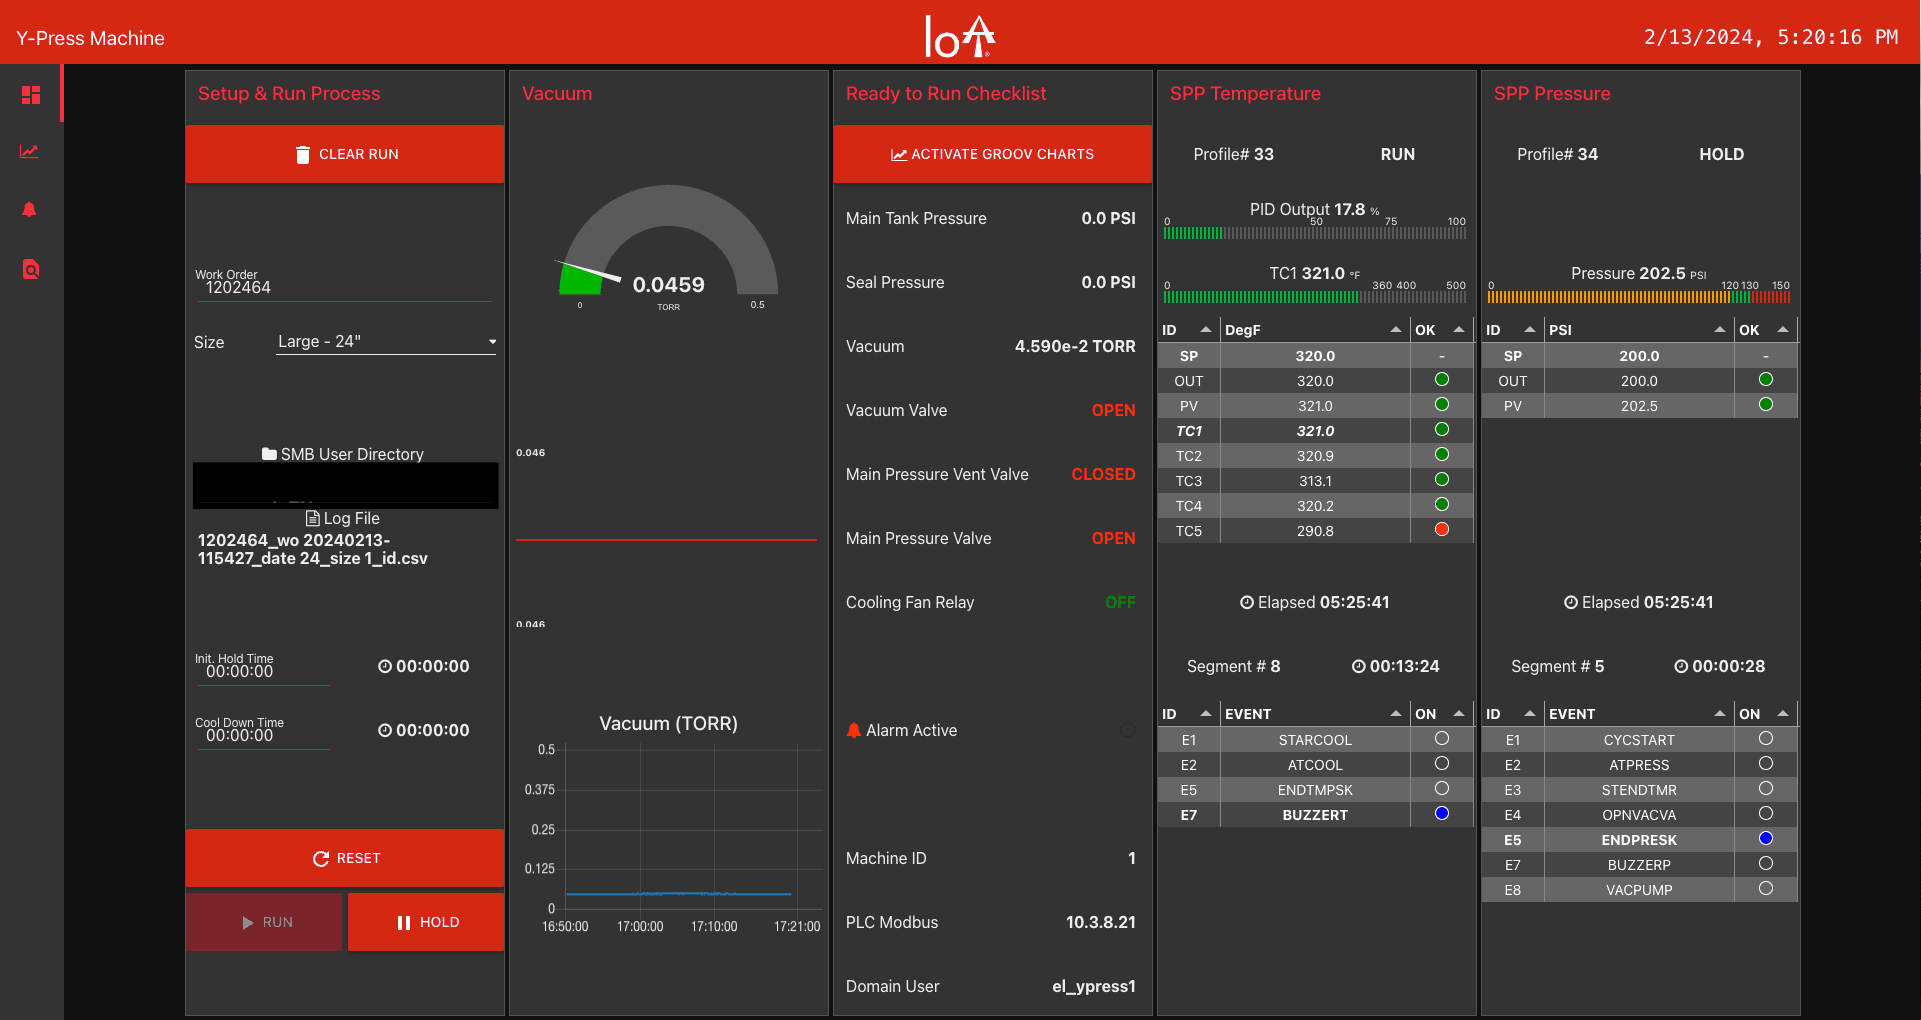 Y-Press Machine
IoA
2/13/2024, 5:20:16 PM
Setup & Run Process
CLEAR RUN
Work Order
1202464
Size
Large - 24"
SMB User Directory
Log File
1202464_wo 20240213-
115427_date 24_size 1_id.csv
Init. Hold Time
00:00:00
00:00:00
Cool Down Time
00:00:00
00:00:00
RESET
RUN
HOLD
Vacuum
0.0459
0
TORR
0.5
0.046
0.046
Vacuum (TORR)
0.5
0.375
0.25
0.125
0
16:50:00 17:00:00 17:10:00 17:21:00
Ready to Run Checklist
ACTIVATE GROOV CHARTS
Main Tank Pressure 0.0 PSI
Seal Pressure 0.0 PSI
Vacuum 4.590e-2 TORR
Vacuum Valve OPEN
Main Pressure Vent Valve CLOSED
Main Pressure Valve OPEN
Cooling Fan Relay OFF
Alarm Active
Machine ID 1
PLC Modbus 10.3.8.21
Domain User el_ypress1
SPP Temperature
Profile# 33 RUN
PID Output 17.8 %
0 50 75 100
TC1 321.0 °F
0 360 400 500
ID DegF OK
SP 320.0 -
OUT 320.0
PV 321.0
TC1 321.0
TC2 320.9
TC3 313.1
TC4 320.2
TC5 290.8
Elapsed 05:25:41
Segment # 8 00:13:24
ID EVENT ON
E1 STARCOOL
E2 ATCOOL
E5 ENDTMPSK
E7 BUZZERT
SPP Pressure
Profile# 34 HOLD
Pressure 202.5 PSI
0 120 130 150
ID PSI OK
SP 200.0 -
OUT 200.0
PV 202.5
Elapsed 05:25:41
Segment # 5 00:00:28
ID EVENT ON
E1 CYCSTART
E2 ATPRESS
E3 STENDTMR
E4 OPNVACVA
E5 ENDPRESK
E7 BUZZERP
E8 VACPUMP